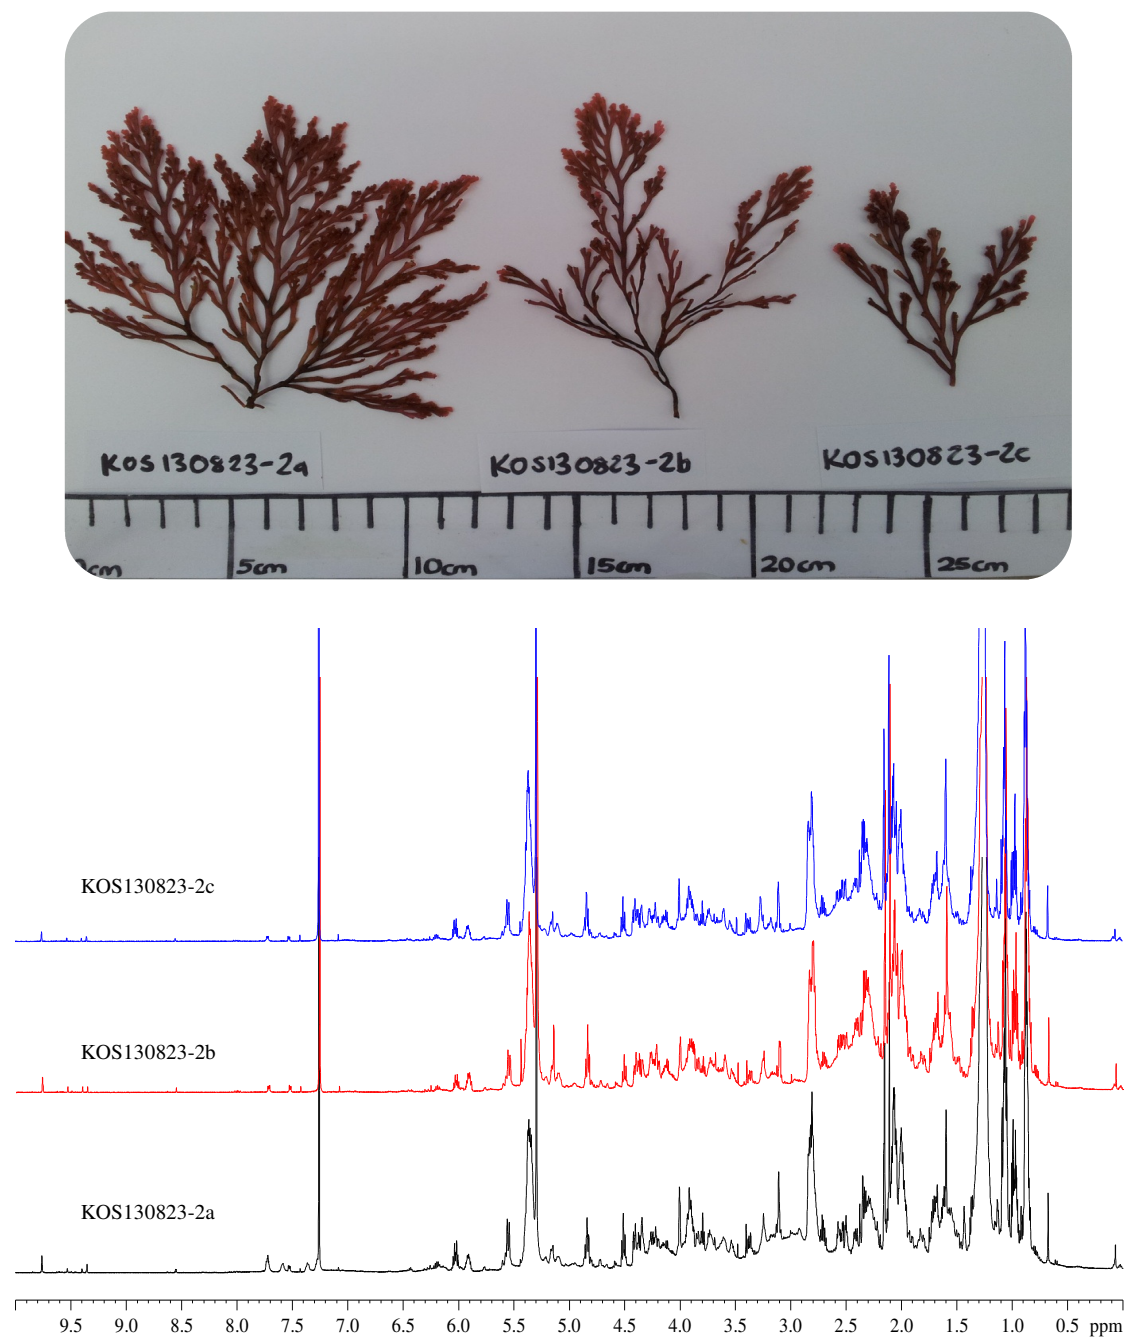 KOS130823-2a KOS130823-2b KOS130823-2c
5cm 10cm 15cm 20cm 25cm
KOS130823-2c
KOS130823-2b
KOS130823-2a
9.5 9.0 8.5 8.0 7.5 7.0 6.5 6.0 5.5 5.0 4.5 4.0 3.5 3.0 2.5 2.0 1.5 1.0 0.5 ppm